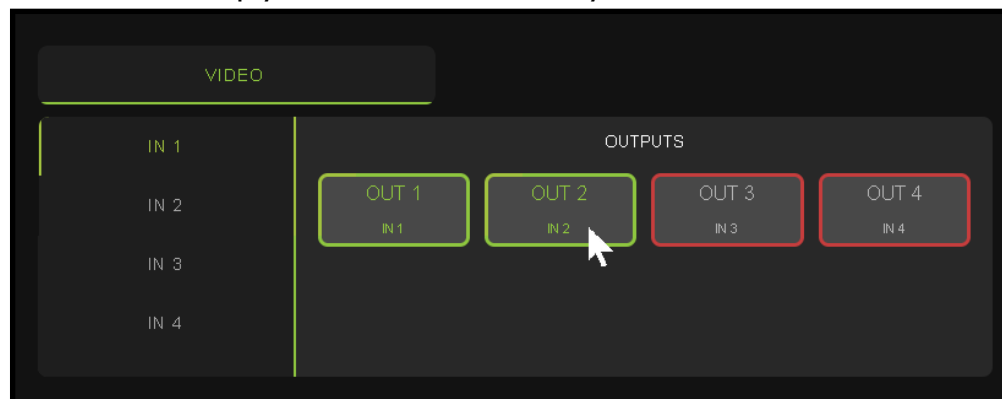 VIDEO
IN 1
IN 2
IN 3
IN 4
OUTPUTS
OUT 1
IN 1
OUT 2
IN 2
OUT 3
IN 3
OUT 4
IN 4